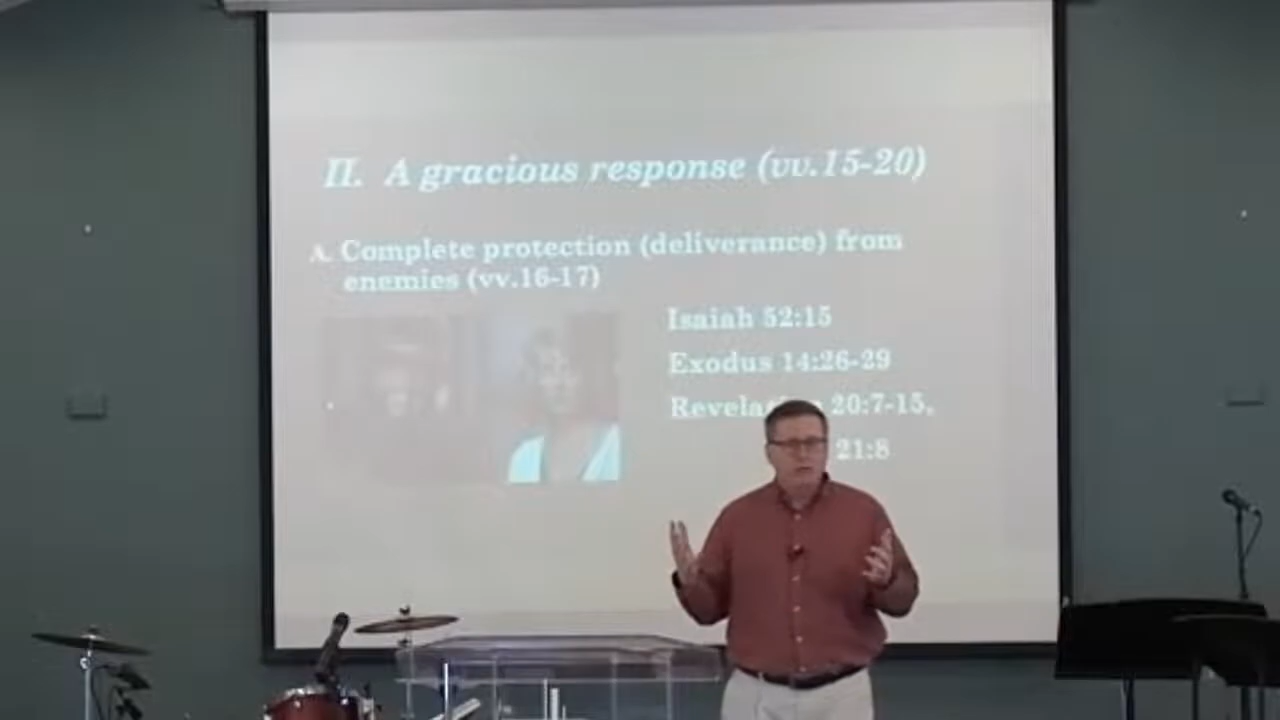 II. A gracious response (vv.15-20)
A. Complete protection (deliverance) from
enemies (vv.16-17)
Isaiah 52:15
Exodus 14:26-29
20:7-15,
21:8